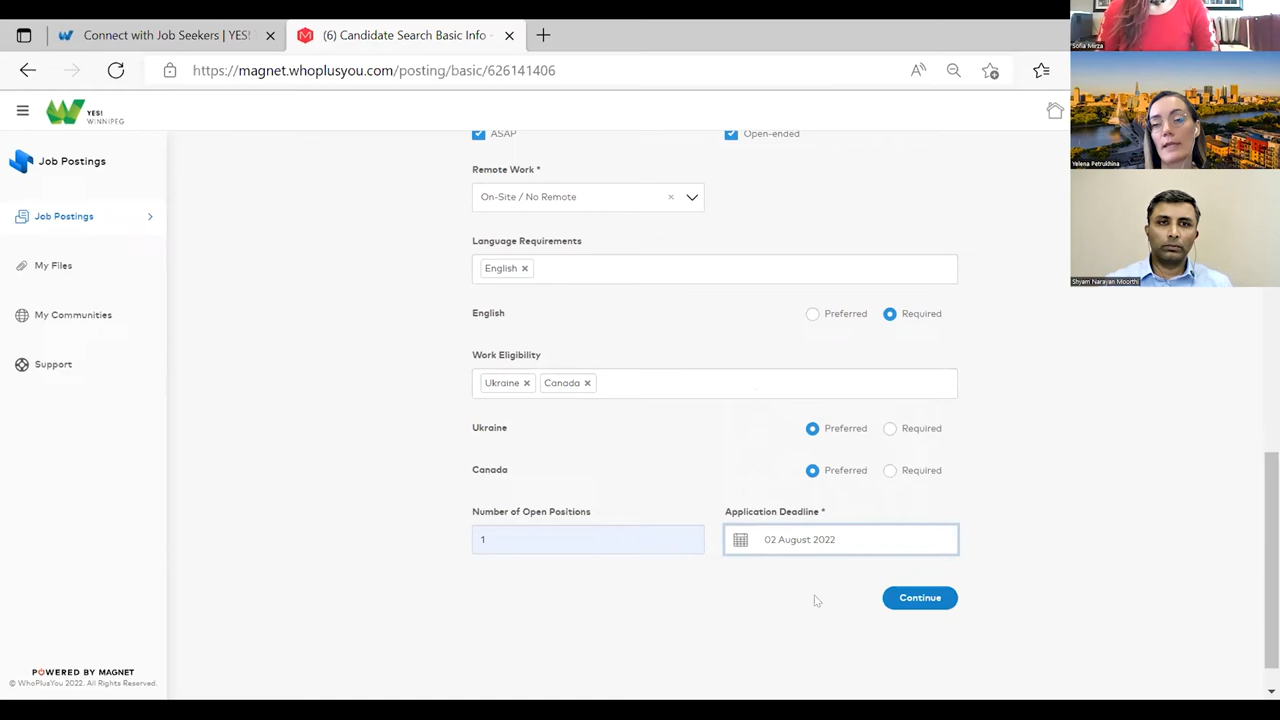 Connect with Job Seekers | YES!
(6) Candidate Search Basic Info -
https://magnet.whoplusyou.com/posting/basic/626141406
YES!
WINNIPEG
Job Postings
Job Postings
My Files
My Communities
Support
POWERED BY MAGNET
© WhoPlusYou 2022. All Rights Reserved.
ASAP
Open-ended
Remote Work *
On-Site / No Remote
Language Requirements
English
English
Preferred
Required
Work Eligibility
Ukraine
Canada
Ukraine
Preferred
Required
Canada
Preferred
Required
Number of Open Positions
Application Deadline *
1
02 August 2022
Continue
Sofia Mirza
Yelena Petrukhina
Shyam Narayan Moorthi